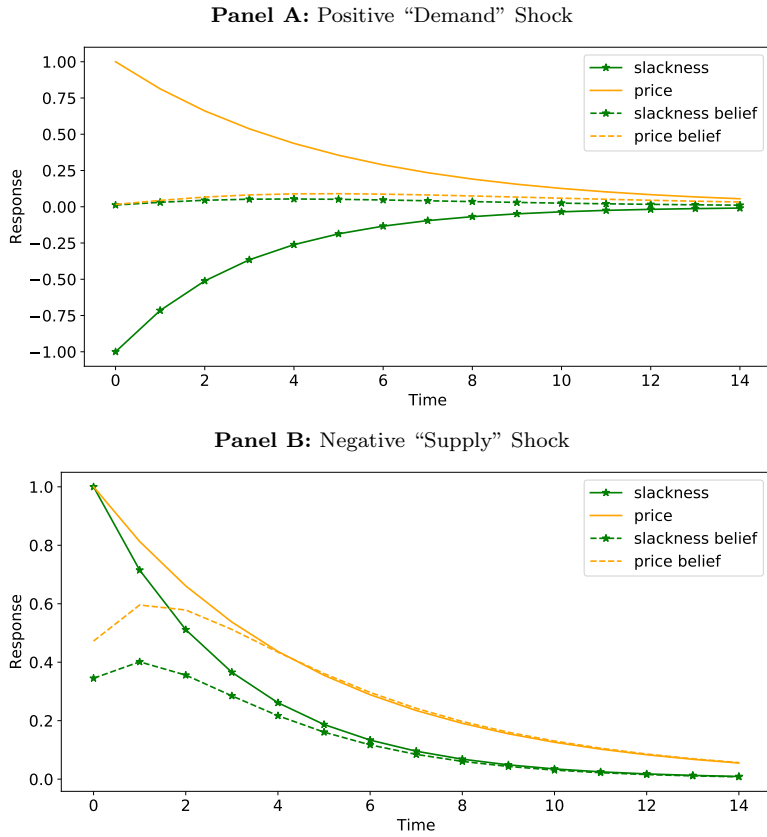 Panel A: Positive “Demand” Shock
1.00
0.75
0.50
0.25
0.00
−0.25
−0.50
−0.75
−1.00
Response
slackness
price
slackness belief
price belief
0 2 4 6 8 10 12 14
Time
Panel B: Negative “Supply” Shock
1.0
0.8
0.6
0.4
0.2
0.0
Response
slackness
price
slackness belief
price belief
0 2 4 6 8 10 12 14
Time